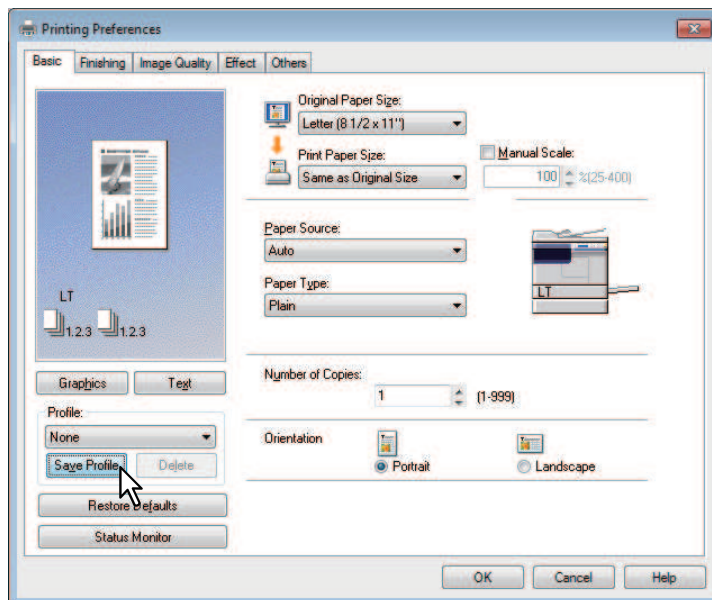 Printing Preferences
Basic
Finishing
Image Quality
Effect
Others
LT
1.2.3
1.2.3
Graphics
Text
Profile:
None
Save Profile
Delete
Restore Defaults
Status Monitor
Original Paper Size:
Letter (8 1/2 x 11")
Print Paper Size:
Same as Original Size
Manual Scale:
100 %(25-400)
Paper Source:
Auto
Paper Type:
Plain
LT
Number of Copies:
1 (1-999)
Orientation
Portrait
Landscape
OK
Cancel
Help